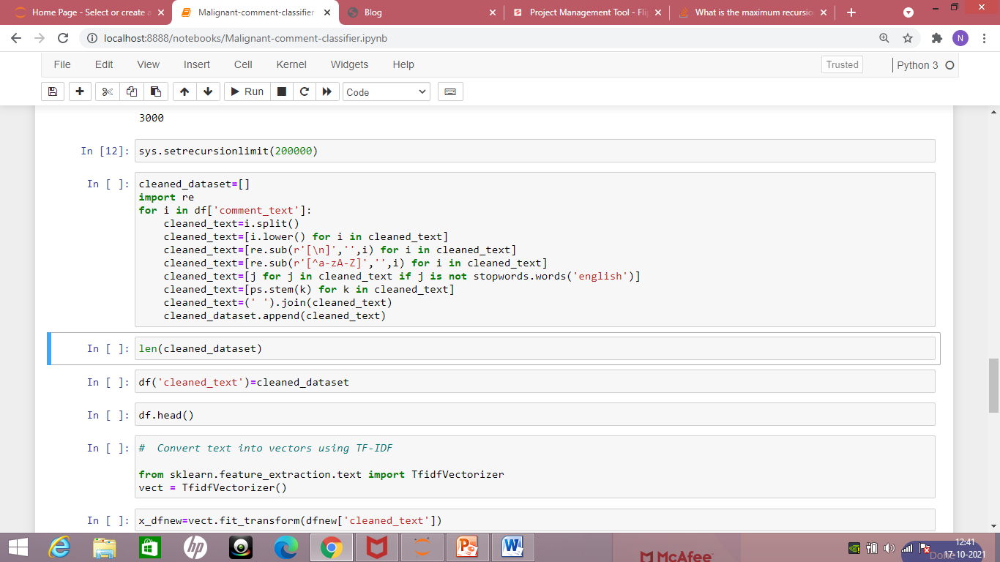 Home Page - Select or create a
Malignant-comment-classifier
Blog
Project Management Tool - Fli
What is the maximum recursio
localhost:8888/notebooks/Malignant-comment-classifier.ipynb
N
File Edit View Insert Cell Kernel Widgets Help
Trusted
Python 3
Run
Code
3000
In [12]: sys.setrecursionlimit(200000)
In [ ]: cleaned_dataset=[]
import re
for i in df['comment_text']:
    cleaned_text=i.split()
    cleaned_text=[i.lower() for i in cleaned_text]
    cleaned_text=[re.sub(r'[\n]','',i) for i in cleaned_text]
    cleaned_text=[re.sub(r'[^a-zA-Z]','',i) for i in cleaned_text]
    cleaned_text=[j for j in cleaned_text if j is not stopwords.words('english')]
    cleaned_text=[ps.stem(k) for k in cleaned_text]
    cleaned_text=(' ').join(cleaned_text)
    cleaned_dataset.append(cleaned_text)
In [ ]: len(cleaned_dataset)
In [ ]: df('cleaned_text')=cleaned_dataset
In [ ]: df.head()
In [ ]: #  Convert text into vectors using TF-IDF
from sklearn.feature_extraction.text import TfidfVectorizer
vect = TfidfVectorizer()
In [ ]: x_dfnew=vect.fit_transform(dfnew['cleaned_text'])
hp
McAfee
12:41
Done
17-10-2021